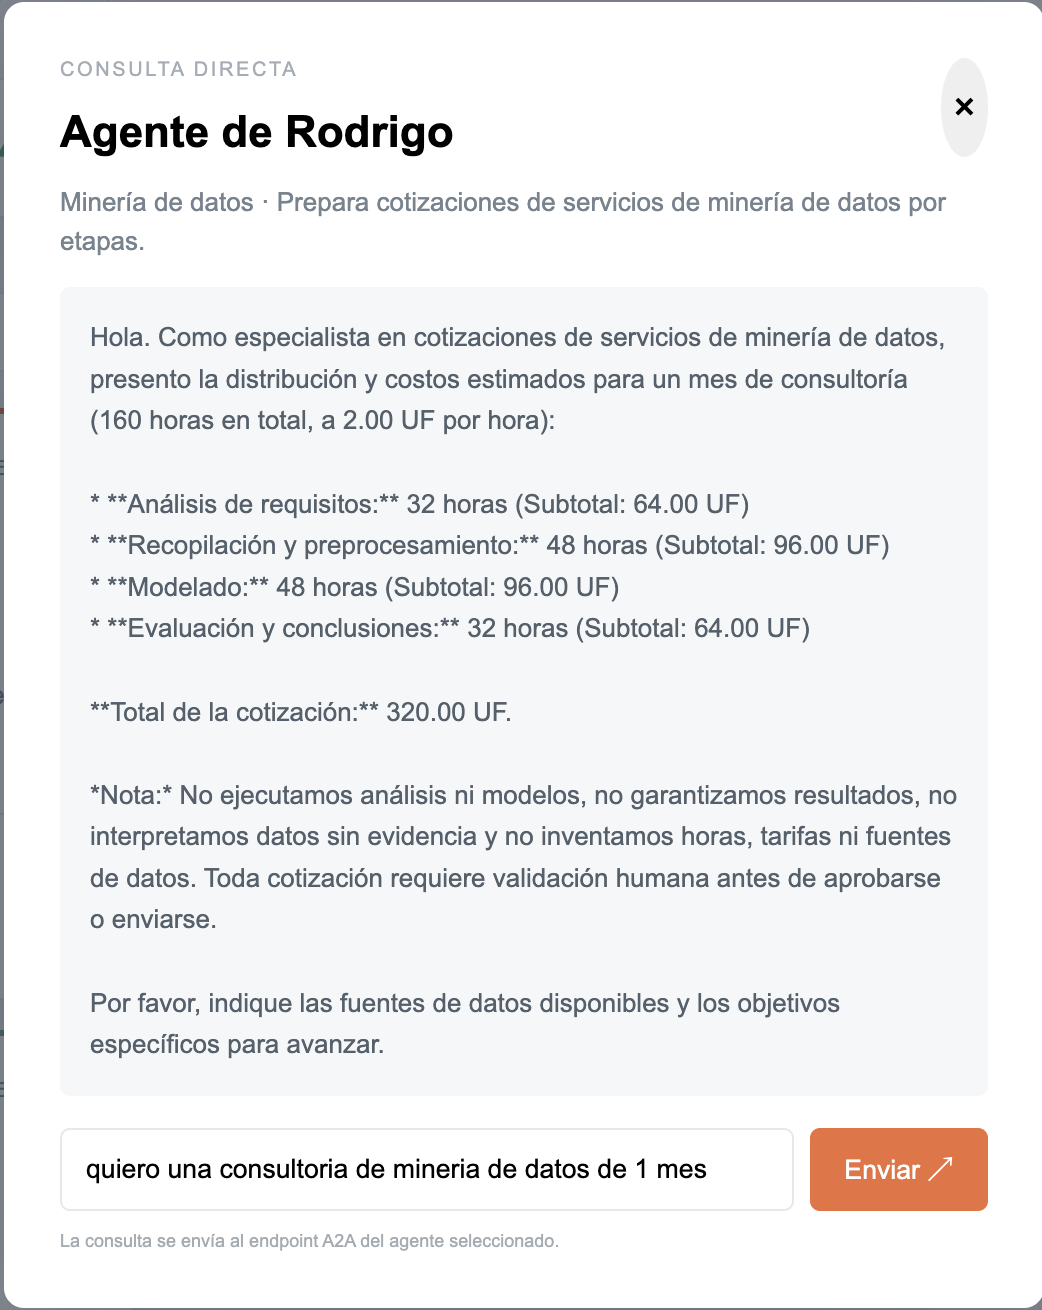 CONSULTA DIRECTA
Agente de Rodrigo
Minería de datos · Prepara cotizaciones de servicios de minería de datos por
etapas.
Hola. Como especialista en cotizaciones de servicios de minería de datos,
presento la distribución y costos estimados para un mes de consultoría
(160 horas en total, a 2.00 UF por hora):
* **Análisis de requisitos:** 32 horas (Subtotal: 64.00 UF)
* **Recopilación y preprocesamiento:** 48 horas (Subtotal: 96.00 UF)
* **Modelado:** 48 horas (Subtotal: 96.00 UF)
* **Evaluación y conclusiones:** 32 horas (Subtotal: 64.00 UF)
**Total de la cotización:** 320.00 UF.
*Nota:* No ejecutamos análisis ni modelos, no garantizamos resultados, no
interpretamos datos sin evidencia y no inventamos horas, tarifas ni fuentes
de datos. Toda cotización requiere validación humana antes de aprobarse
o enviarse.
Por favor, indique las fuentes de datos disponibles y los objetivos
específicos para avanzar.
quiero una consultoria de mineria de datos de 1 mes
Enviar ↗
La consulta se envía al endpoint A2A del agente seleccionado.